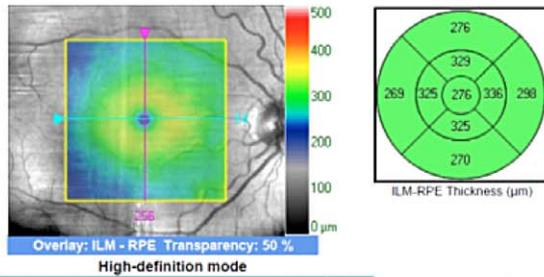 500
400
300
200
100
0 µm
256
Overlay: ILM - RPE Transparency: 50 %
High-definition mode
276
329
269 325 276 336 298
325
270
ILM-RPE Thickness (µm)